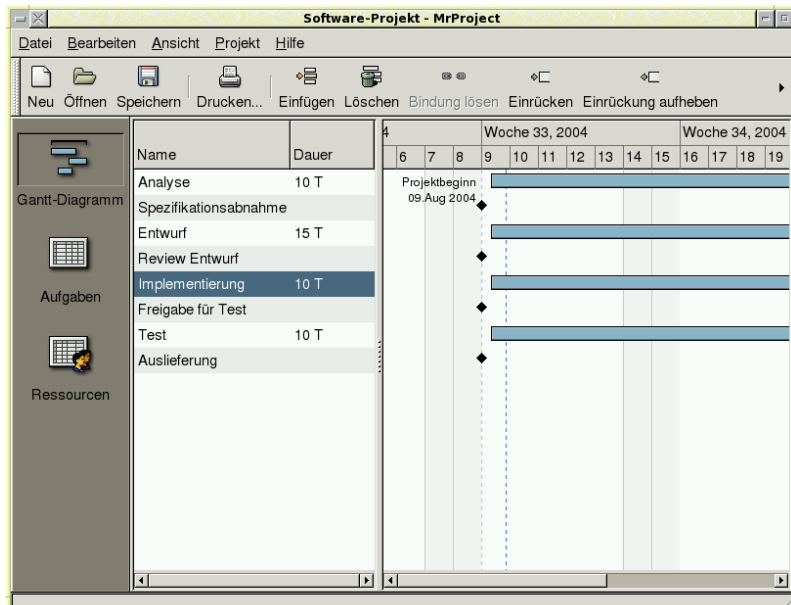 Software-Projekt - MrProject
Datei Bearbeiten Ansicht Projekt Hilfe
Neu Öffnen Speichern Drucken... Einfügen Löschen Bindung lösen Einrücken Einrückung aufheben
Gantt-Diagramm
Aufgaben
Ressourcen
Name Dauer
Analyse 10 T
Spezifikationsabnahme
Entwurf 15 T
Review Entwurf
Implementierung 10 T
Freigabe für Test
Test 10 T
Auslieferung
4 Woche 33, 2004 Woche 34, 2004
6 7 8 9 10 11 12 13 14 15 16 17 18 19
Projektbeginn
09.Aug 2004